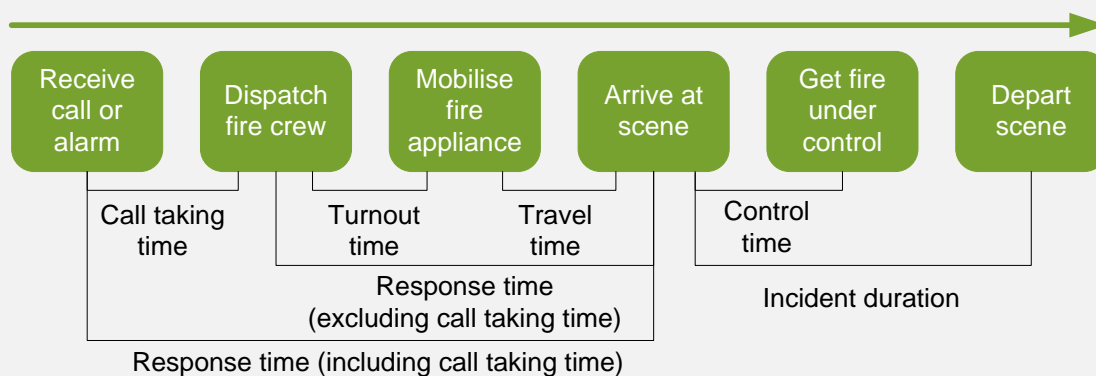 Receive
call or
alarm
Dispatch
fire crew
Mobilise
fire
appliance
Arrive at
scene
Get fire
under
control
Depart
scene
Call taking
time
Turnout
time
Travel
time
Control
time
Response time
(excluding call taking time)
Incident duration
Response time (including call taking time)